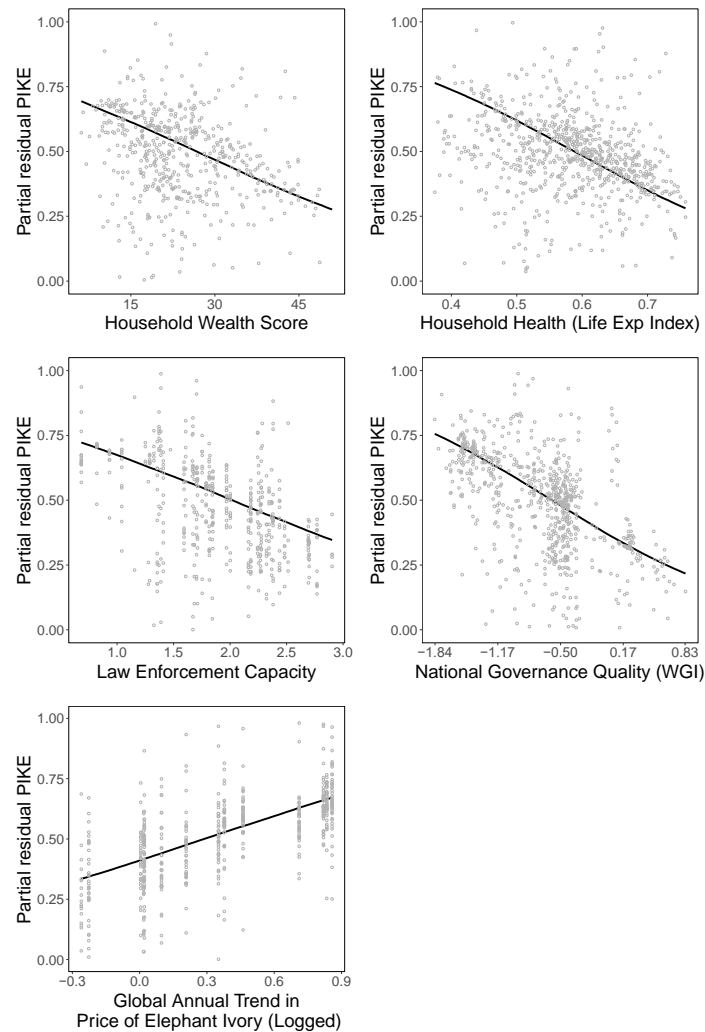 1.00
0.75
0.50
0.25
0.00
Partial residual PIKE
15 30 45
Household Wealth Score
1.00
0.75
0.50
0.25
0.00
Partial residual PIKE
0.4 0.5 0.6 0.7
Household Health (Life Exp Index)
1.00
0.75
0.50
0.25
0.00
Partial residual PIKE
1.0 1.5 2.0 2.5 3.0
Law Enforcement Capacity
1.00
0.75
0.50
0.25
0.00
Partial residual PIKE
−1.84 −1.17 −0.50 0.17 0.83
National Governance Quality (WGI)
1.00
0.75
0.50
0.25
0.00
Partial residual PIKE
−0.3 0.0 0.3 0.6 0.9
Global Annual Trend in
Price of Elephant Ivory (Logged)